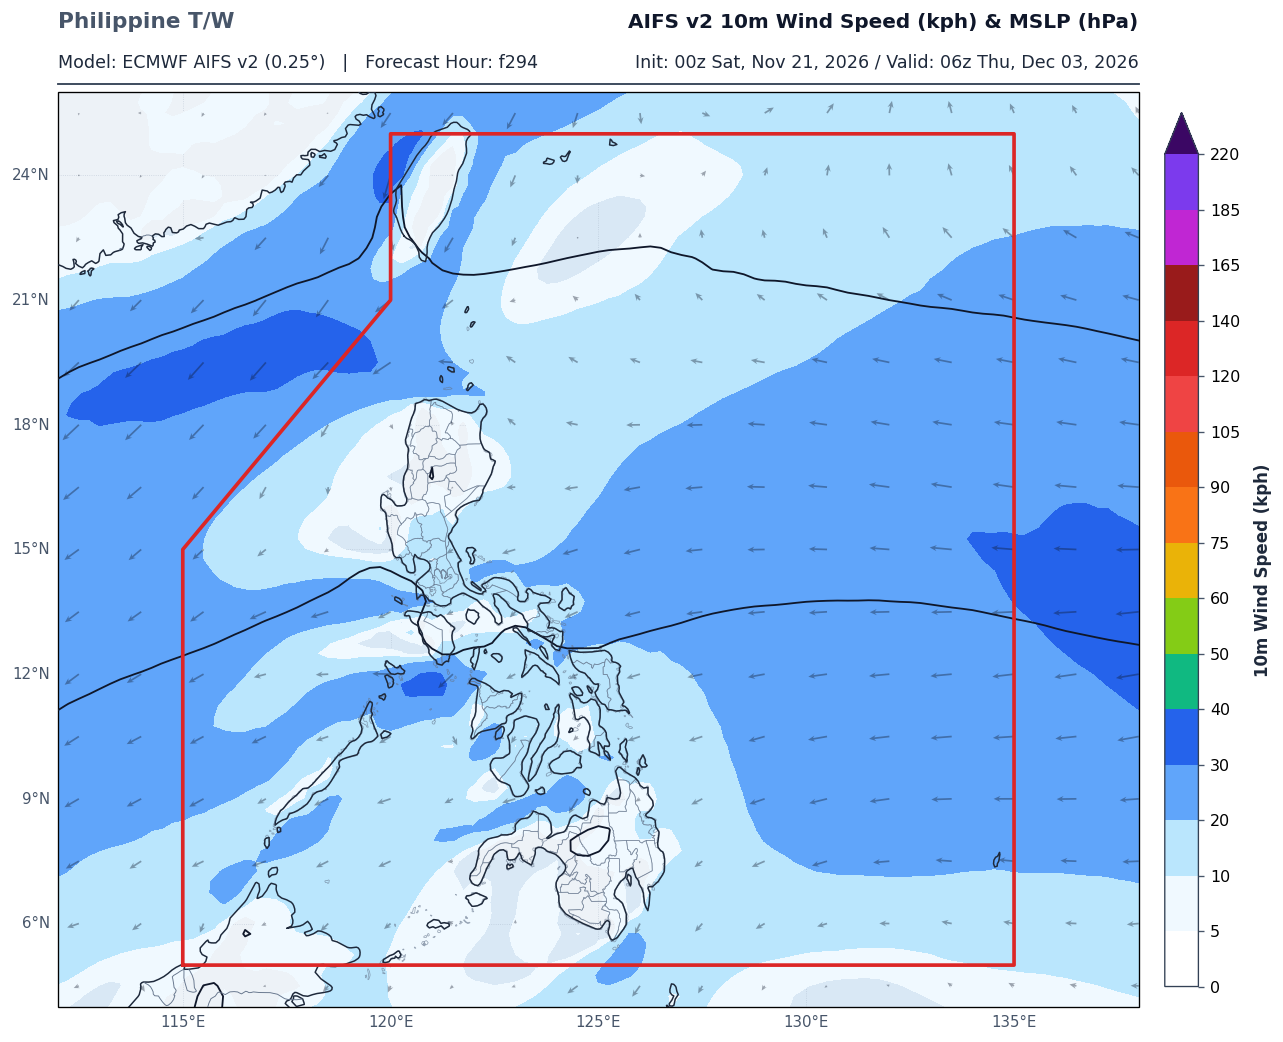 Philippine T/W
AIFS v2 10m Wind Speed (kph) & MSLP (hPa)
Model: ECMWF AIFS v2 (0.25°) | Forecast Hour: f294
Init: 00z Sat, Nov 21, 2026 / Valid: 06z Thu, Dec 03, 2026
24°N
21°N
18°N
15°N
12°N
9°N
6°N
115°E
120°E
125°E
130°E
135°E
220
185
165
140
120
105
90
75
60
50
40
30
20
10
5
0
10m Wind Speed (kph)